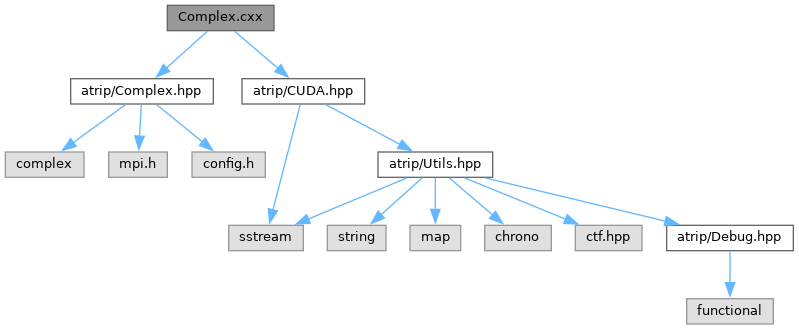 Complex.cxx
atrip/Complex.hpp
atrip/CUDA.hpp
complex
mpi.h
config.h
atrip/Utils.hpp
sstream
string
map
chrono
ctf.hpp
atrip/Debug.hpp
functional